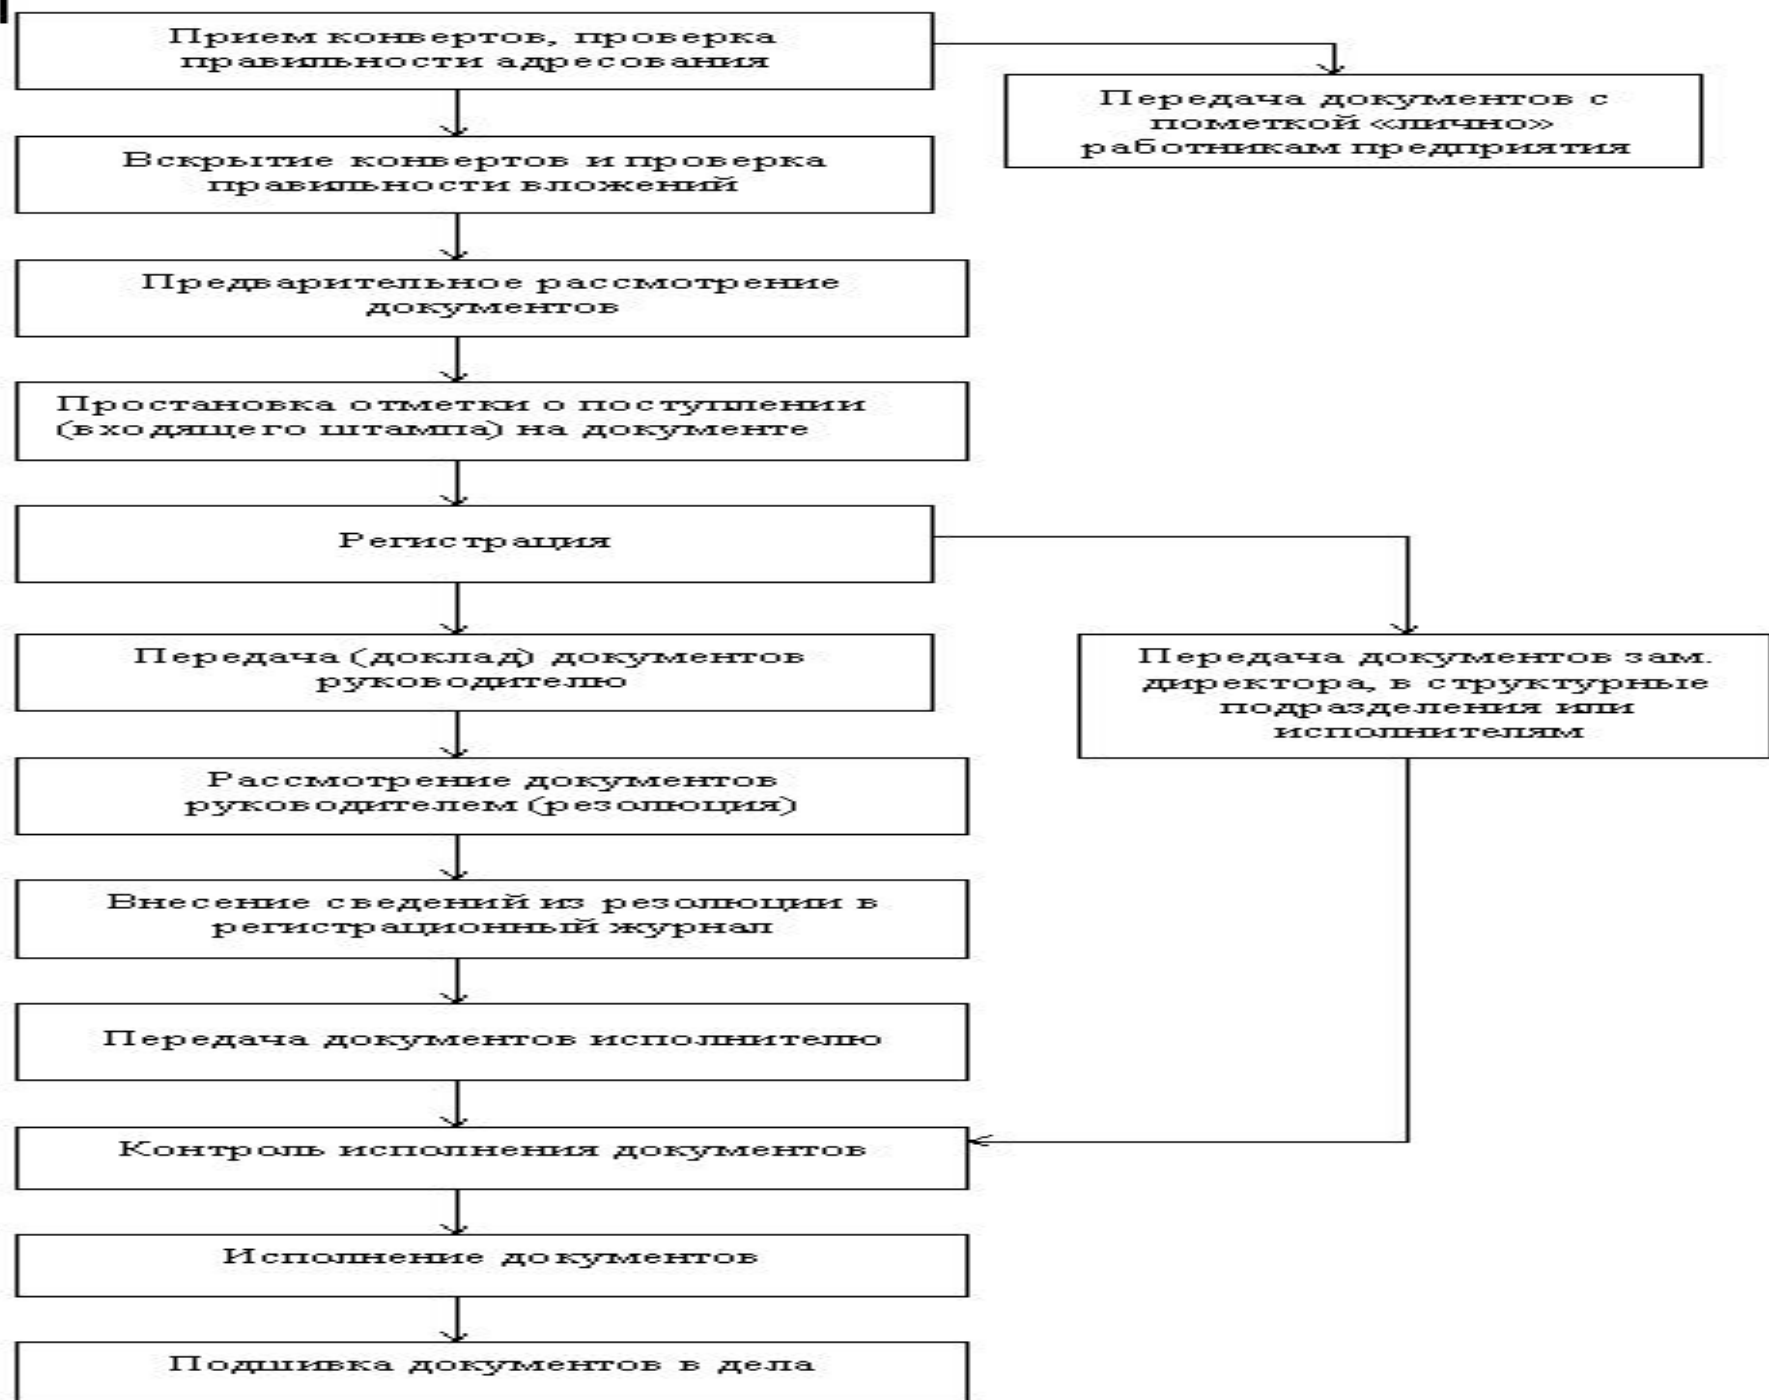 Прием конвертов, проверка
правильности адресования
Передача документов с
пометкой «лично»
работникам предприятия
Вскрытие конвертов и проверка
правильности вложений
Предварительное рассмотрение
документов
Простановка отметки о поступлении
(входящего штампа) на документе
Регистрация
Передача (доклад) документов
руководителю
Передача документов зам.
директора, в структурные
подразделения или
исполнителям
Рассмотрение документов
руководителем (резолюция)
Внесение сведений из резолюции в
регистрационный журнал
Передача документов исполнителю
Контроль исполнения документов
Исполнение документов
Подшивка документов в дела